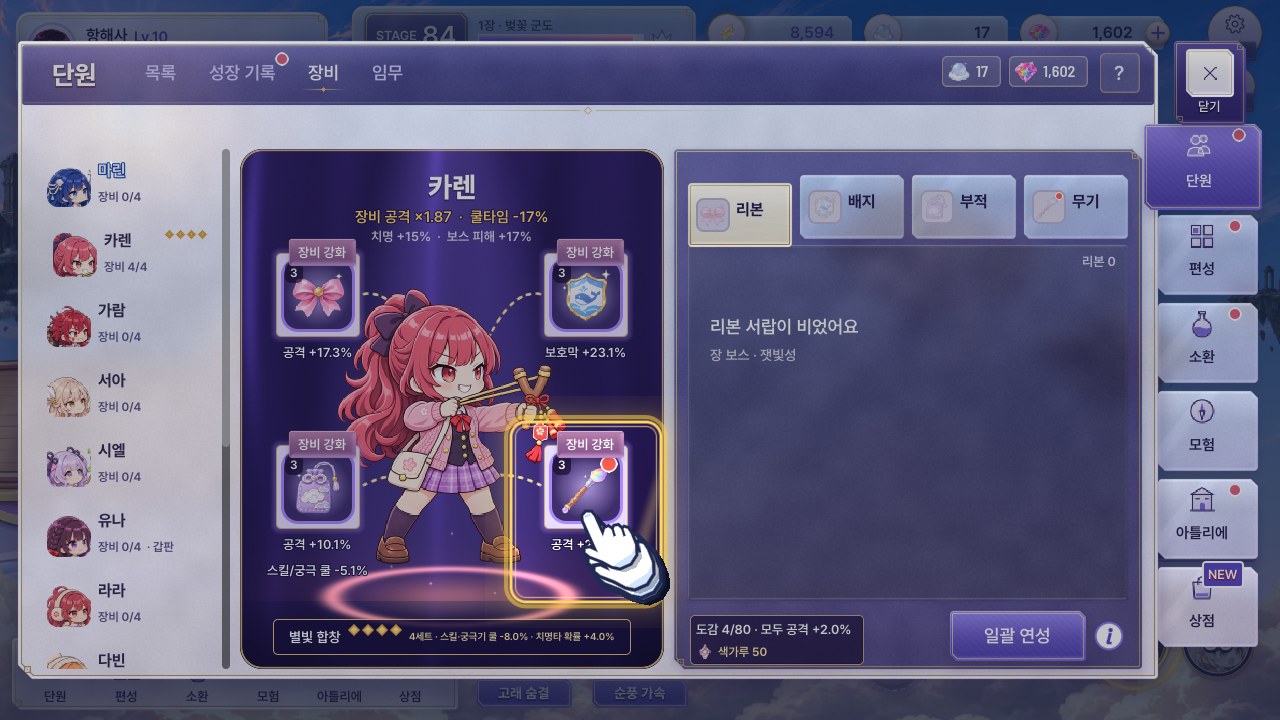 항해사 Lv.10
STAGE 84
1장 · 벚꽃 군도
8,594
17
1,602
단원
목록
성장 기록
장비
임무
17
1,602
?
닫기
마린
장비 0/4
카렌
장비 4/4
가람
장비 0/4
서아
장비 0/4
시엘
장비 0/4
유나
장비 0/4 · 갑판
라라
장비 0/4
다빈
카렌
장비 공격 ×1.87 · 쿨타임 -17%
치명 +15% · 보스 피해 +17%
장비 강화
3
공격 +17.3%
장비 강화
3
보호막 +23.1%
장비 강화
3
공격 +10.1%
스킬/궁극 쿨 -5.1%
장비 강화
3
공격
별빛 합창
4세트 · 스킬·궁극기 쿨 -8.0% · 치명타 확률 +4.0%
리본
배지
부적
무기
리본 0
리본 서랍이 비었어요
장 보스 · 잿빛성
도감 4/80 · 모두 공격 +2.0%
색가루 50
일괄 연성
i
단원
편성
소환
모험
아틀리에
NEW
상점
단원
편성
소환
모험
아틀리에
상점
고래 숨결
순풍 가속